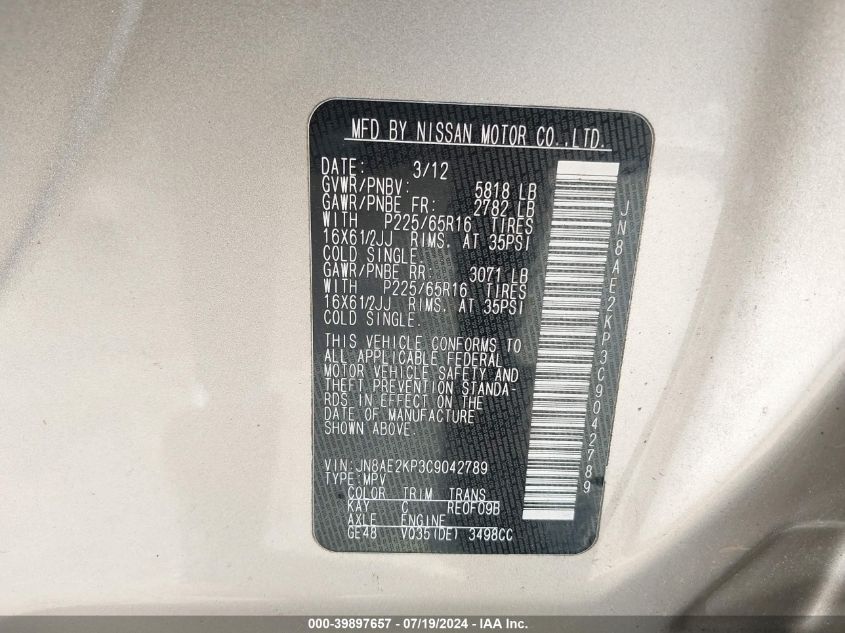 MFD BY NISSAN MOTOR CO.,LTD.
DATE: 3/12
GVWR/PNBV: 5818 LB
GAWR/PNBE FR: 2782 LB
WITH P225/65R16 TIRES
16X61/2JJ RIMS. AT 35PSI
COLD SINGLE.
GAWR/PNBE RR: 3071 LB
WITH P225/65R16 TIRES
16X61/2JJ RIMS. AT 35PSI
COLD SINGLE.
THIS VEHICLE CONFORMS TO
ALL APPLICABLE FEDERAL
MOTOR VEHICLE SAFETY AND
THEFT PREVENTION STANDA-
RDS IN EFFECT ON THE
DATE OF MANUFACTURE
SHOWN ABOVE.
VIN:JN8AE2KP3C9042789
TYPE:MPV
COLOR TRIM TRANS
KAY C RE0F09B
AXLE ENGINE
GE48 VQ35(DE) 3498CC
JN8AE2KP3C9042789
000-39897657 - 07/19/2024 - IAA Inc.